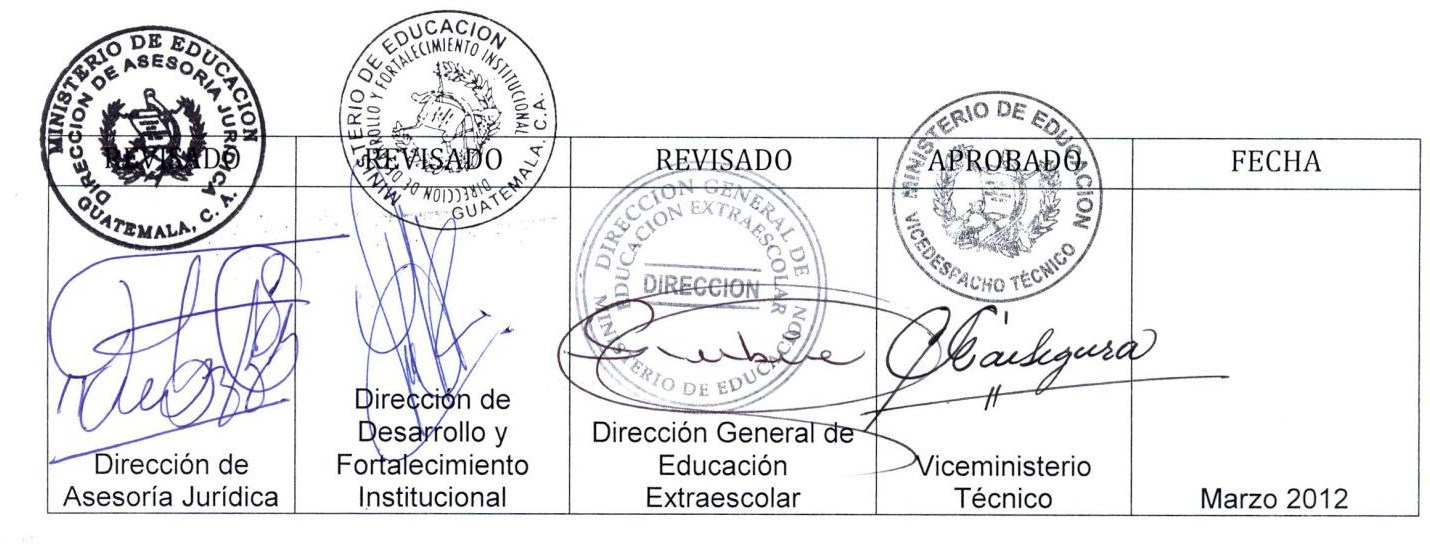 MINISTERIO DE EDUCACION
DIRECCION DE ASESORIA JURIDICA
GUATEMALA, C. A.
MINISTERIO DE EDUCACION
DIRECCION DE DESARROLLO Y FORTALECIMIENTO INSTITUCIONAL
GUATEMALA, C.A.
MINISTERIO DE EDUCACION
VICEDESPACHO TÉCNICO
REVISADO REVISADO REVISADO APROBADO FECHA
DIRECCION GENERAL DE
EDUCACION EXTRAESCOLAR
DIRECCION
MINISTERIO DE EDUCACION
Dirección de
Asesoría Jurídica
Dirección de
Desarrollo y
Fortalecimiento
Institucional
Dirección General de
Educación
Extraescolar
Viceministerio
Técnico
Marzo 2012